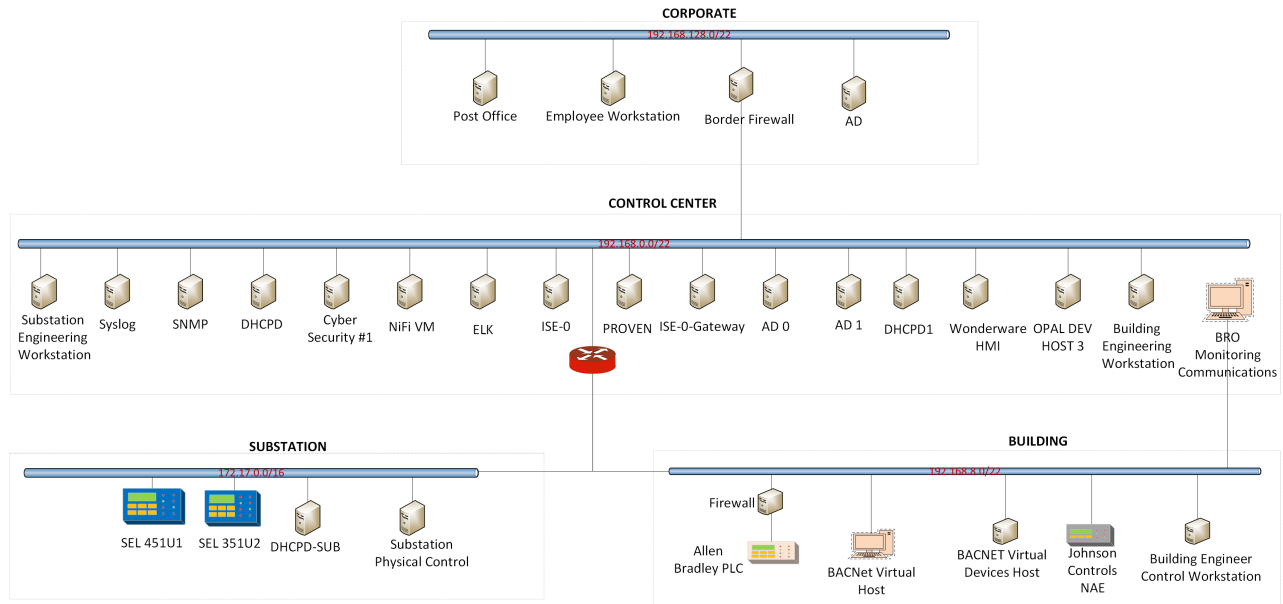 CORPORATE
192.168.128.0/22
Post Office
Employee Workstation
Border Firewall
AD
CONTROL CENTER
192.168.0.0/22
Substation
Engineering
Workstation
Syslog
SNMP
DHCPD
Cyber
Security #1
NiFi VM
ELK
ISE-0
PROVEN
ISE-0-Gateway
AD 0
AD 1
DHCPD1
Wonderware
HMI
OPAL DEV
HOST 3
Building
Engineering
Workstation
BRO
Monitoring
Communications
SUBSTATION
172.17.0.0/16
SEL 451U1
SEL 351U2
DHCPD-SUB
Substation
Physical Control
BUILDING
192.168.8.0/22
Firewall
Allen
Bradley PLC
BACNet Virtual
Host
BACNET Virtual
Devices Host
Johnson
Controls
NAE
Building Engineer
Control Workstation